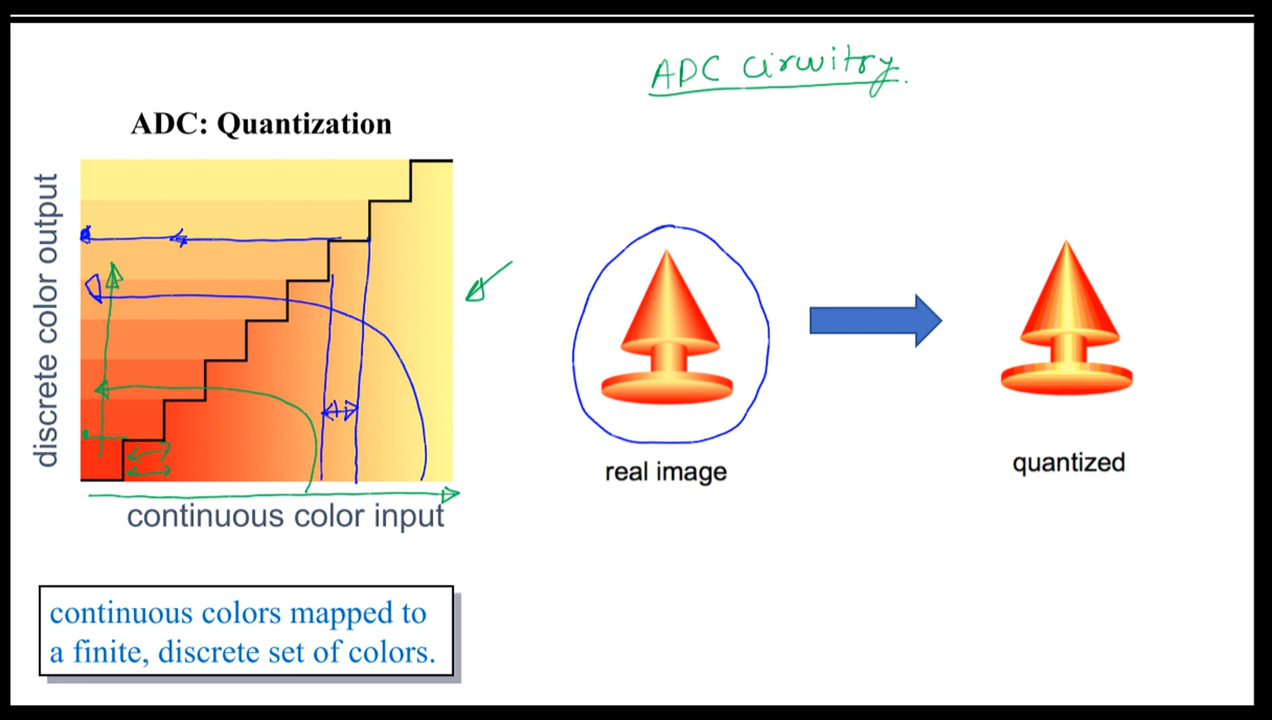 ADC Circuitry.
ADC: Quantization
discrete color output
continuous color input
real image
quantized
continuous colors mapped to
a finite, discrete set of colors.